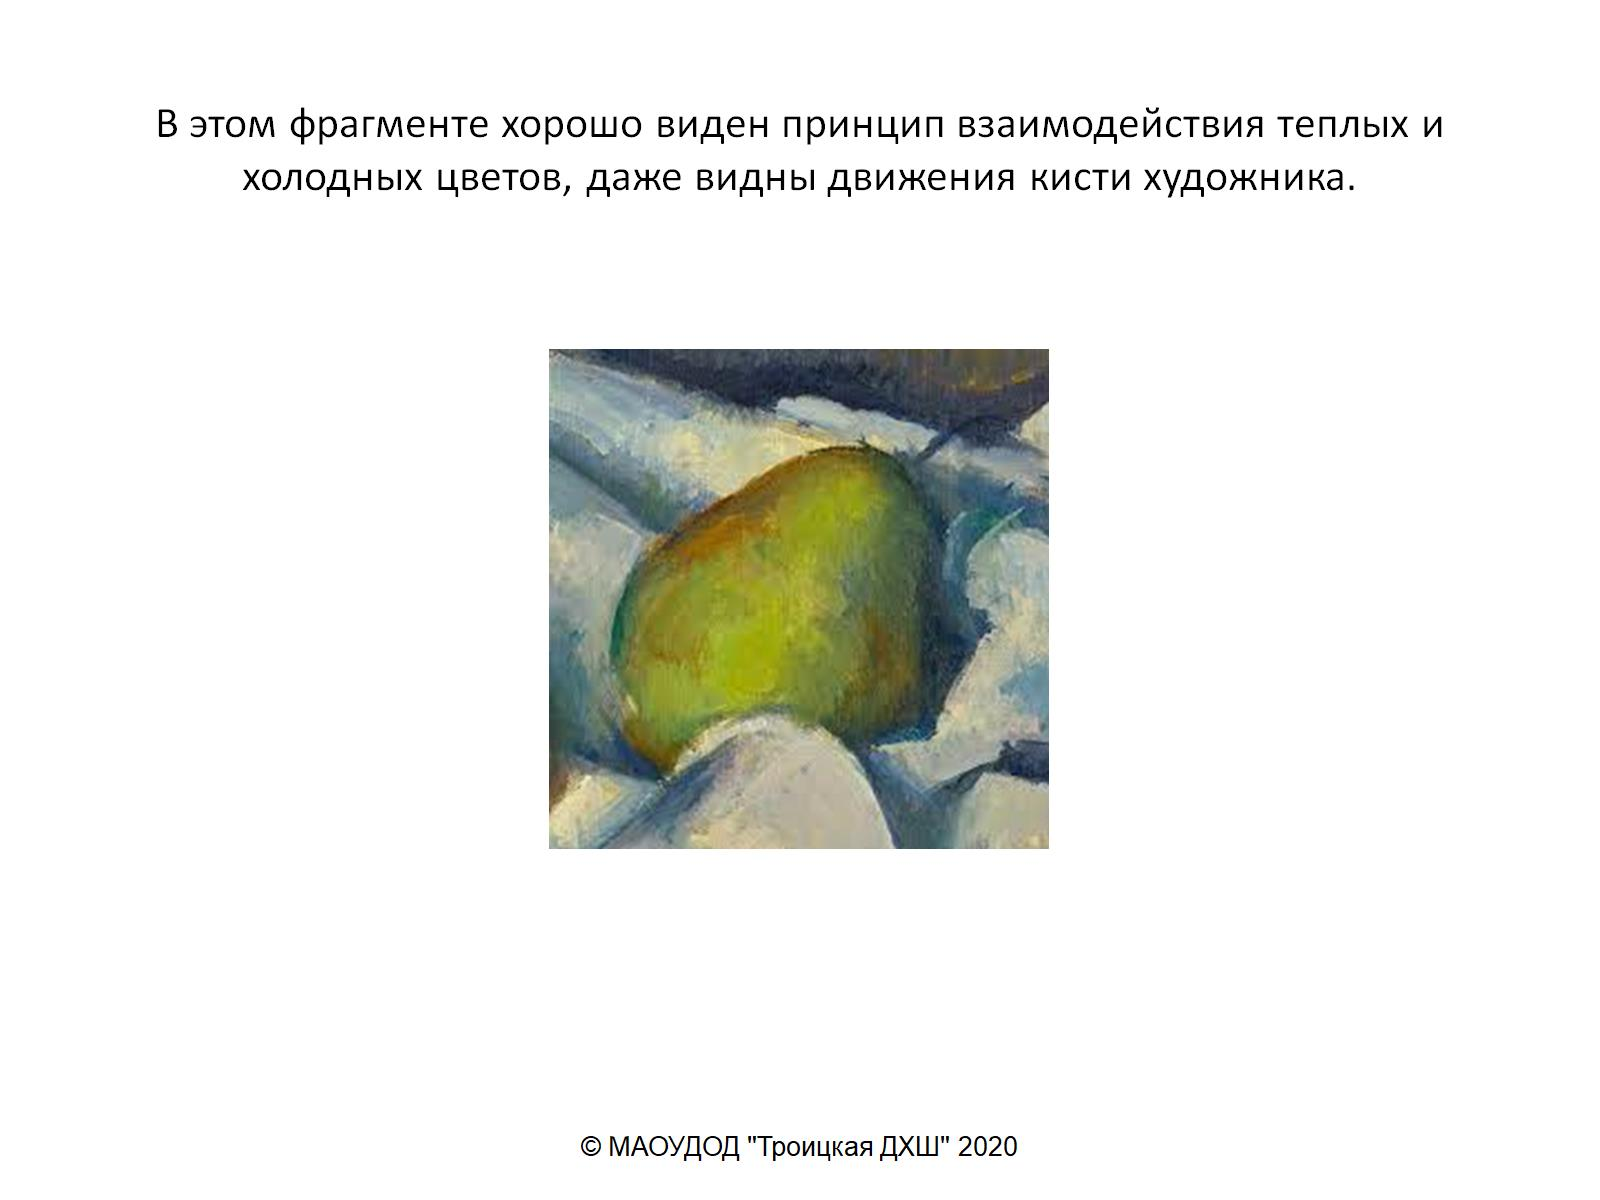 В этом фрагменте хорошо виден принцип взаимодействия теплых и
холодных цветов, даже видны движения кисти художника.
© МАОУДОД "Троицкая ДХШ" 2020